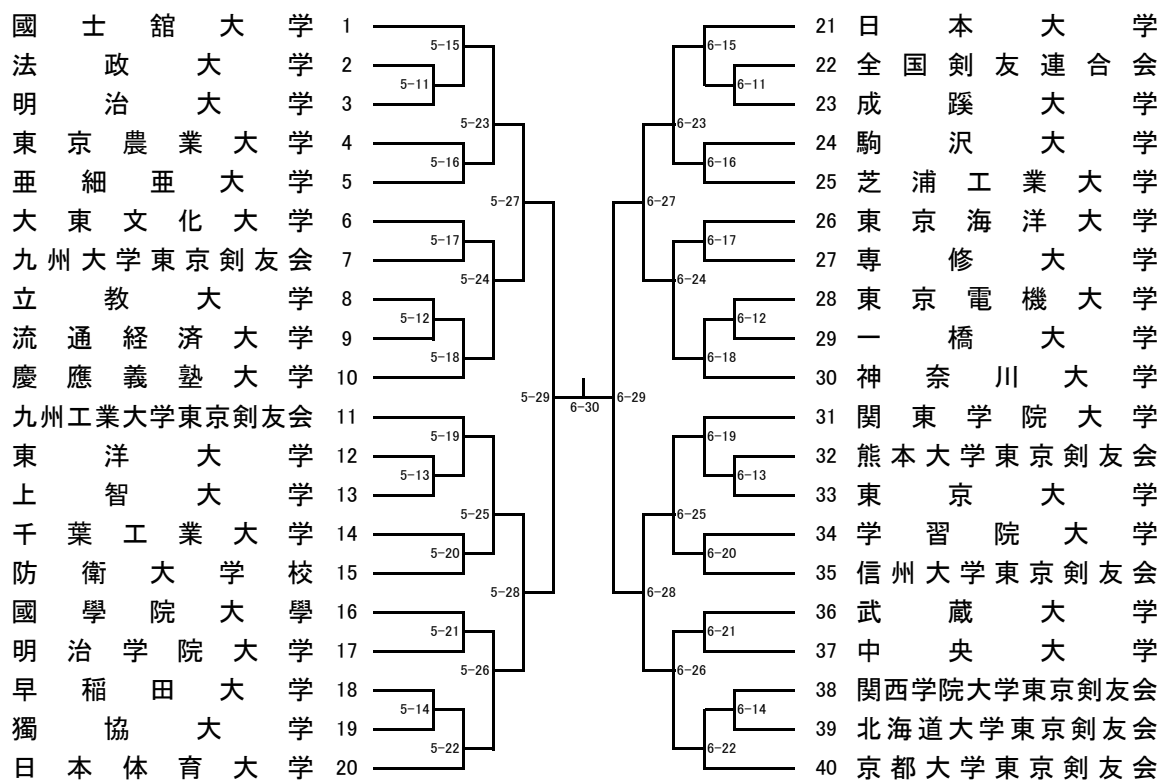 國士舘大学 1
法政大学 2
明治大学 3
東京農業大学 4
亜細亜大学 5
大東文化大学 6
九州大学東京剣友会 7
立教大学 8
流通経済大学 9
慶應義塾大学 10
九州工業大学東京剣友会 11
東洋大学 12
上智大学 13
千葉工業大学 14
防衛大学校 15
國學院大學 16
明治学院大学 17
早稲田大学 18
獨協大学 19
日本体育大学 20
5-15
5-11
5-23
5-16
5-27
5-17
5-24
5-12
5-18
5-29
5-19
5-13
5-25
5-20
5-28
5-21
5-26
5-14
5-22
6-30
6-15
6-11
6-23
6-16
6-27
6-17
6-24
6-12
6-18
6-29
6-19
6-13
6-25
6-20
6-28
6-21
6-26
6-14
6-22
21 日本大学
22 全国剣友連合会
23 成蹊大学
24 駒沢大学
25 芝浦工業大学
26 東京海洋大学
27 専修大学
28 東京電機大学
29 一橋大学
30 神奈川大学
31 関東学院大学
32 熊本大学東京剣友会
33 東京大学
34 学習院大学
35 信州大学東京剣友会
36 武蔵大学
37 中央大学
38 関西学院大学東京剣友会
39 北海道大学東京剣友会
40 京都大学東京剣友会